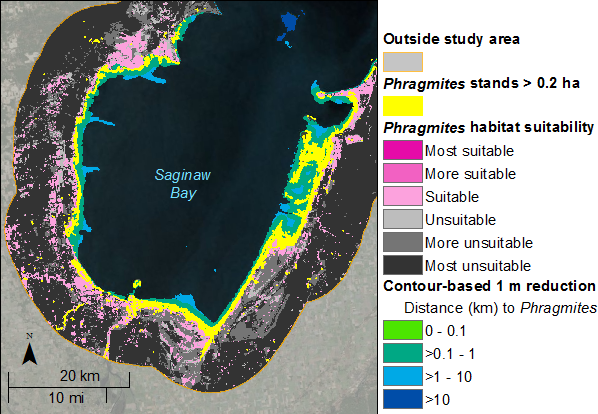 Saginaw
Bay
N
20 km
10 mi
Outside study area
Phragmites stands > 0.2 ha
Phragmites habitat suitability
Most suitable
More suitable
Suitable
Unsuitable
More unsuitable
Most unsuitable
Contour-based 1 m reduction
Distance (km) to Phragmites
0 - 0.1
>0.1 - 1
>1 - 10
>10